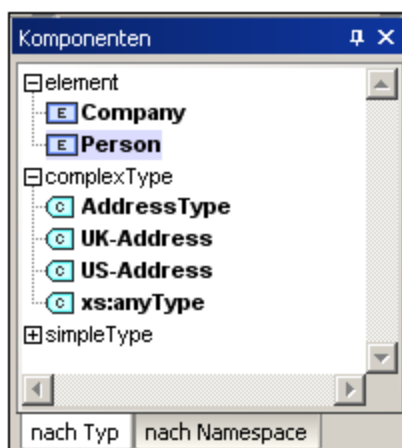 Komponenten
element
E Company
E Person
complexType
C AddressType
C UK-Address
C US-Address
C xs:anyType
simpleType
nach Typ nach Namespace